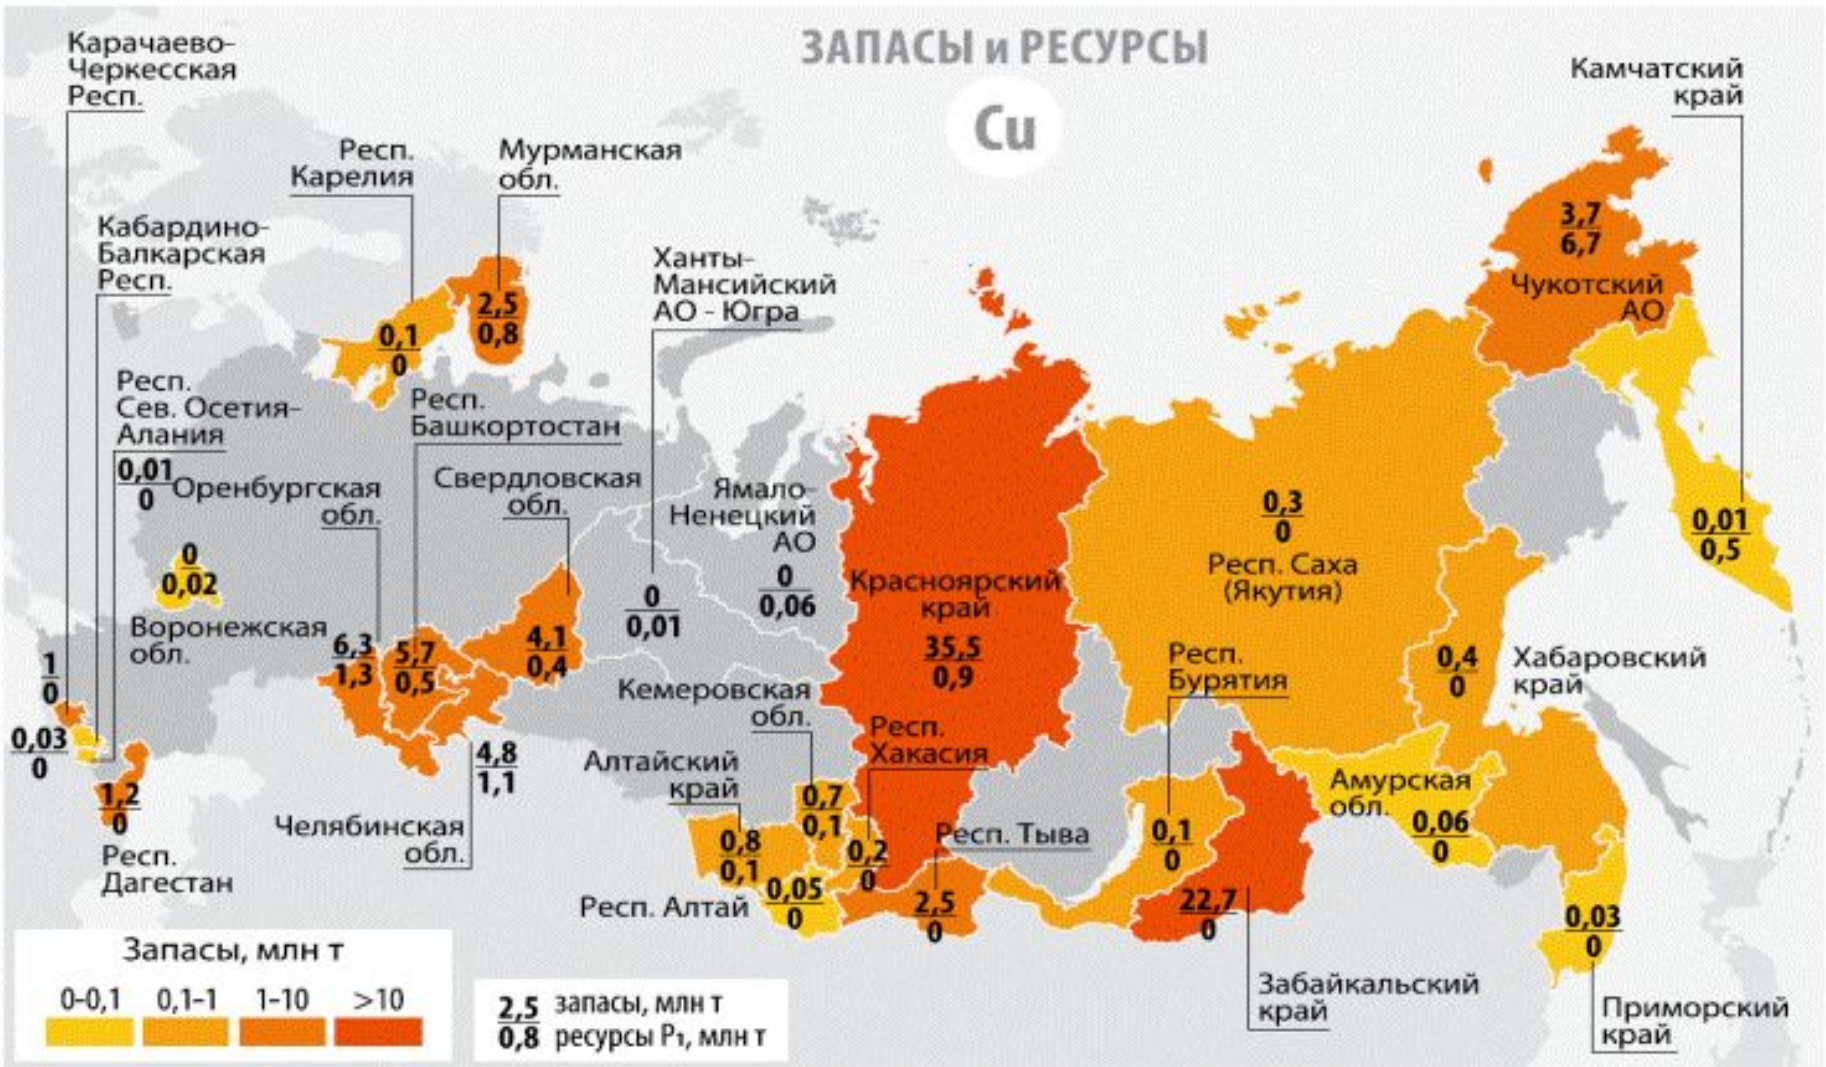 ЗАПАСЫ и РЕСУРСЫ
Cu
Карачаево-
Черкесская
Респ.
Камчатский
край
Респ.
Карелия
Мурманская
обл.
Кабардино-
Балкарская
Респ.
Ханты-
Мансийский
АО - Югра
3,7
6,7
Чукотский
АО
2,5
0,8
0,1
0
Респ.
Сев. Осетия-
Алания
0,01
0
Респ.
Башкортостан
Оренбургская
обл.
Свердловская
обл.
Ямало-
Ненецкий
АО
0
0,06
0,3
0
Респ. Саха
(Якутия)
0,01
0,5
0
0,02
Воронежская
обл.
0
0,01
Красноярский
край
35,5
0,9
6,3
1,3
5,7
0,5
4,1
0,4
1
0
0,03
0
Респ.
Бурятия
0,4
0
Хабаровский
край
Кемеровская
обл.
Респ.
Хакасия
4,8
1,1
Алтайский
край
1,2
0
Респ.
Дагестан
Челябинская
обл.
0,7
0,1
0,8
0,1
0,2
0
Респ. Тыва
0,1
0
Амурская
обл.
0,06
0
Респ. Алтай
0,05
0
2,5
0
22,7
0
0,03
0
Забайкальский
край
Приморский
край
Запасы, млн т
0-0,1 0,1-1 1-10 >10
2,5 запасы, млн т
0,8 ресурсы P₁, млн т